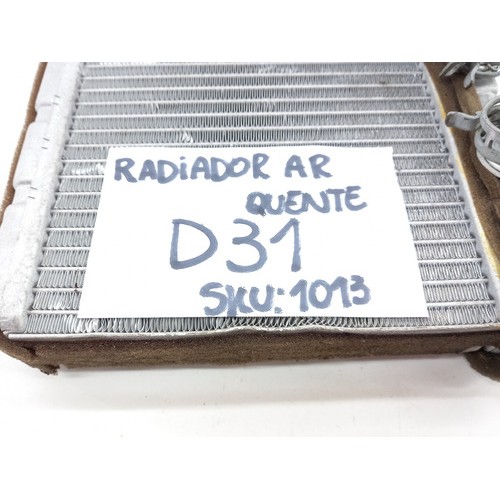 RADiADOR AR
QUENTE
D31
SKU:1013